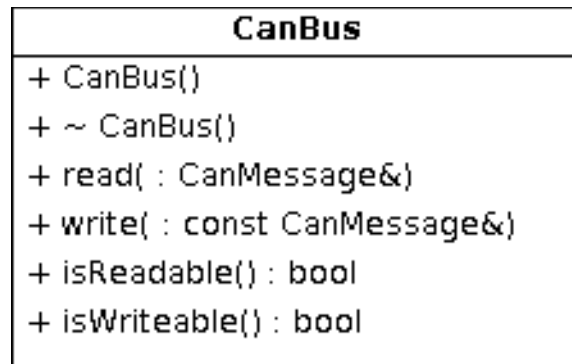 CanBus
+ CanBus()
+ ~ CanBus()
+ read( : CanMessage&)
+ write( : const CanMessage&)
+ isReadable() : bool
+ isWriteable() : bool